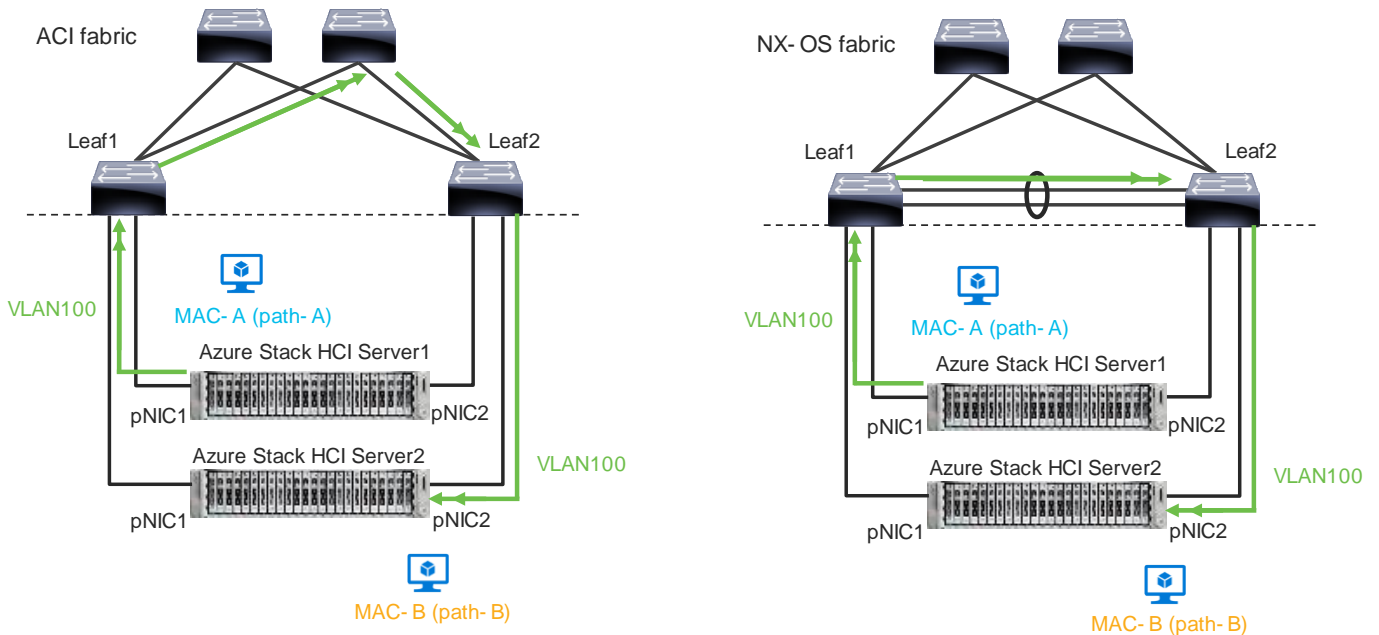 ACI fabric
Leaf1
Leaf2
VLAN100
MAC- A (path- A)
Azure Stack HCI Server1
pNIC1
pNIC2
Azure Stack HCI Server2
VLAN100
pNIC1
pNIC2
MAC- B (path- B)
NX- OS fabric
Leaf1
Leaf2
VLAN100
MAC- A (path- A)
Azure Stack HCI Server1
pNIC1
pNIC2
Azure Stack HCI Server2
VLAN100
pNIC1
pNIC2
MAC- B (path- B)